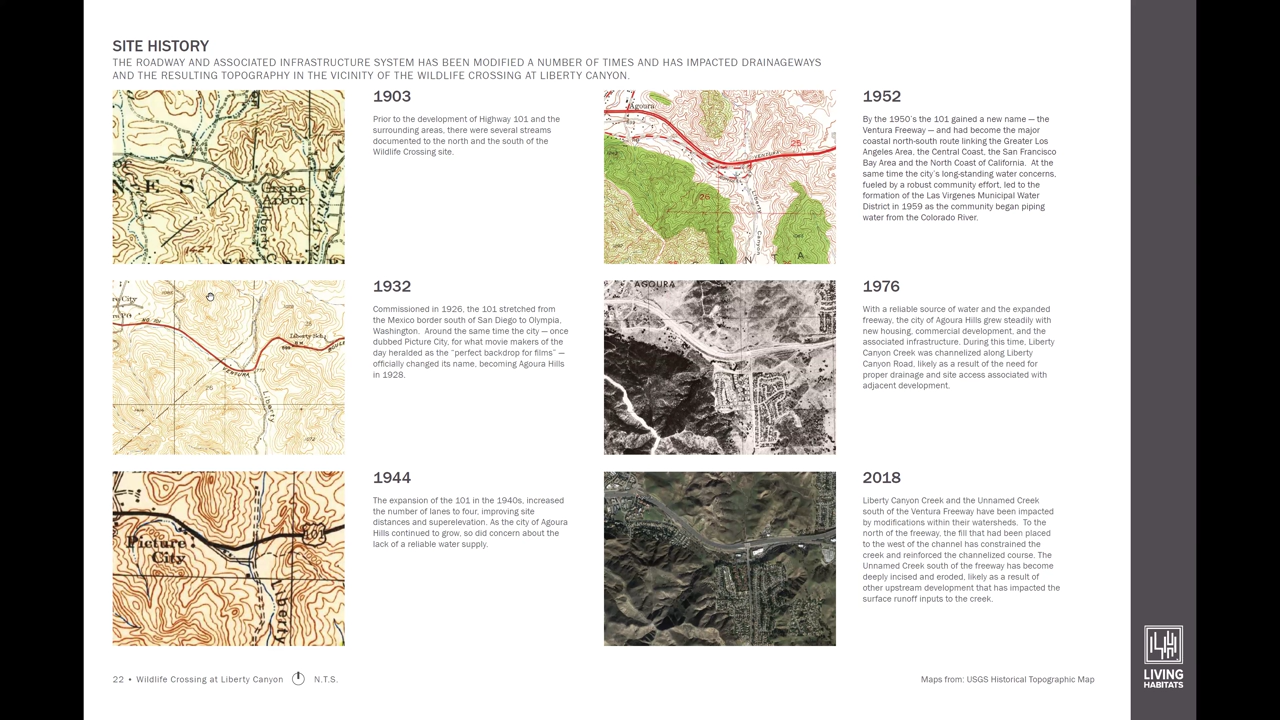 SITE HISTORY
THE ROADWAY AND ASSOCIATED INFRASTRUCTURE SYSTEM HAS BEEN MODIFIED A NUMBER OF TIMES AND HAS IMPACTED DRAINAGEWAYS
AND THE RESULTING TOPOGRAPHY IN THE VICINITY OF THE WILDLIFE CROSSING AT LIBERTY CANYON.
N E S
Grape
Arbor
1427
1903
Prior to the development of Highway 101 and the
surrounding areas, there were several streams
documented to the north and the south of the
Wildlife Crossing site.
VENTURA
Liberty
26
1932
Commissioned in 1926, the 101 stretched from
the Mexico border south of San Diego to Olympia,
Washington.  Around the same time the city — once
dubbed Picture City, for what movie makers of the
day heralded as the "perfect backdrop for films" —
officially changed its name, becoming Agoura Hills
in 1928.
Picture
City
101
berty
1944
The expansion of the 101 in the 1940s, increased
the number of lanes to four, improving site
distances and superelevation. As the city of Agoura
Hills continued to grow, so did concern about the
lack of a reliable water supply.
Agoura
25
VENTURA
26
Liberty
Canyon
N T A
1952
By the 1950's the 101 gained a new name — the
Ventura Freeway — and had become the major
coastal north-south route linking the Greater Los
Angeles Area, the Central Coast, the San Francisco
Bay Area and the North Coast of California.  At the
same time the city's long-standing water concerns,
fueled by a robust community effort, led to the
formation of the Las Virgenes Municipal Water
District in 1959 as the community began piping
water from the Colorado River.
AGOURA
1976
With a reliable source of water and the expanded
freeway, the city of Agoura Hills grew steadily with
new housing, commercial development, and the
associated infrastructure. During this time, Liberty
Canyon Creek was channelized along Liberty
Canyon Road, likely as a result of the need for
proper drainage and site access associated with
adjacent development.
2018
Liberty Canyon Creek and the Unnamed Creek
south of the Ventura Freeway have been impacted
by modifications within their watersheds.  To the
north of the freeway, the fill that had been placed
to the west of the channel has constrained the
creek and reinforced the channelized course. The
Unnamed Creek south of the freeway has become
deeply incised and eroded, likely as a result of
other upstream development that has impacted the
surface runoff inputs to the creek.
22 • Wildlife Crossing at Liberty Canyon
N.T.S.
Maps from: USGS Historical Topographic Map
LIVING
HABITATS